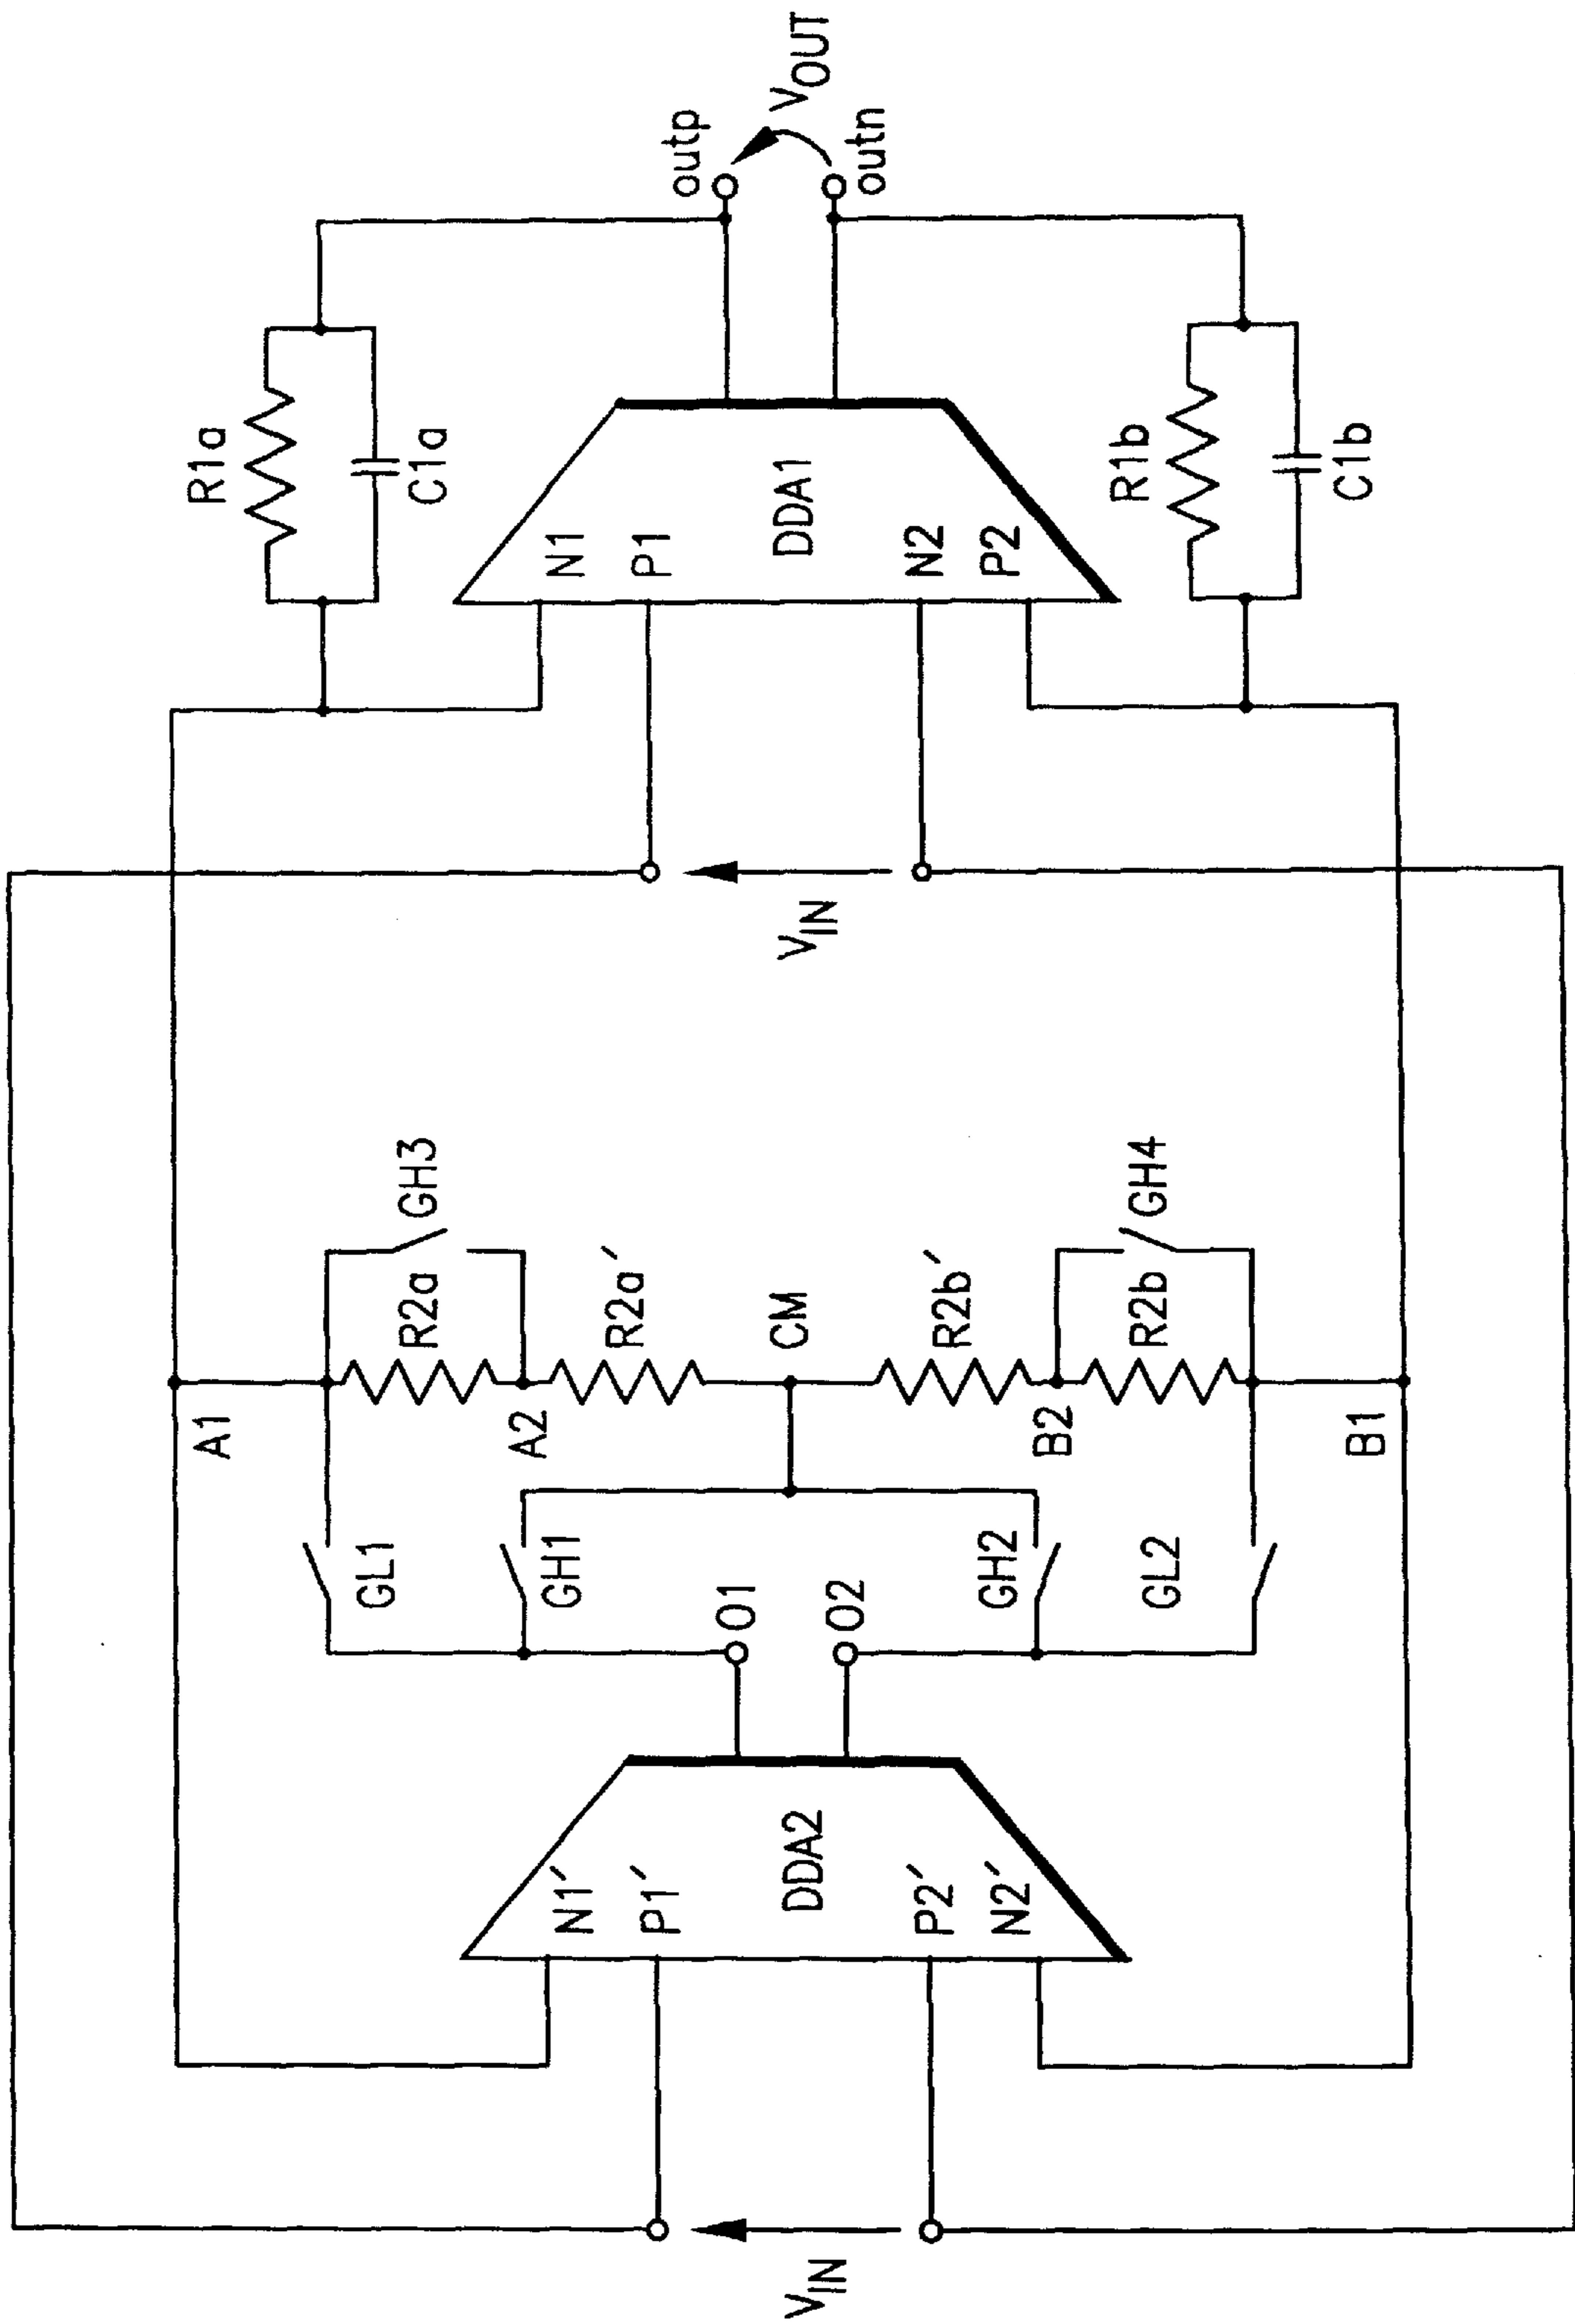 R1a
C1a
N1
P1
DDA1
N2
P2
R1b
C1b
outp
outn
VOUT
VIN
A1
R2a
GH3
A2
R2a′
CM
R2b′
B2
R2b
GH4
B1
GL1
GH1
O1
O2
GH2
GL2
N1′
P1′
DDA2
P2′
N2′
VIN